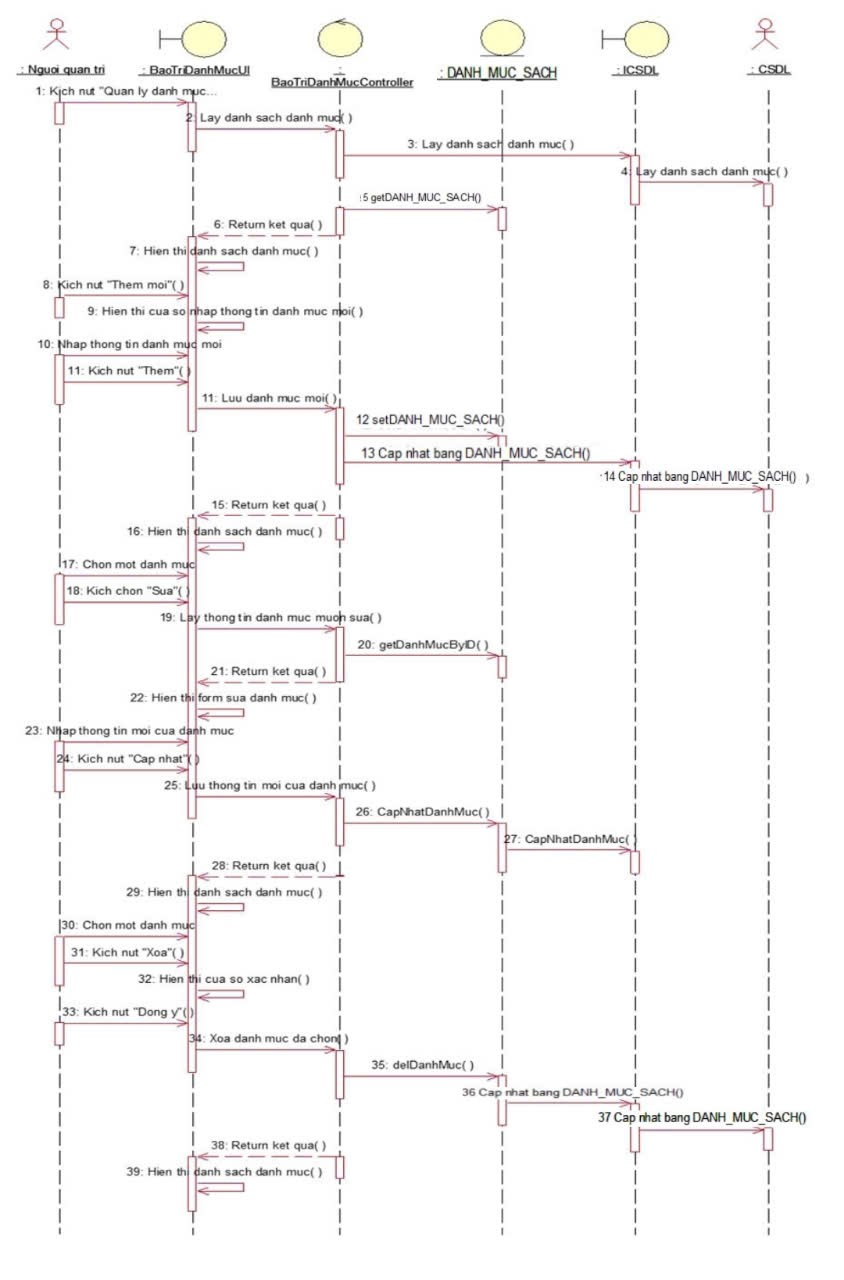 : Nguoi quan tri
: BaoTriDanhMucUI
:
BaoTriDanhMucController
: DANH_MUC_SACH
: ICSDL
: CSDL
1: Kich nut "Quan ly danh muc...
2: Lay danh sach danh muc( )
3: Lay danh sach danh muc( )
4: Lay danh sach danh muc( )
5 getDANH_MUC_SACH()
6: Return ket qua( )
7: Hien thi danh sach danh muc( )
8: Kich nut "Them moi"( )
9: Hien thi cua so nhap thong tin danh muc moi( )
10: Nhap thong tin danh muc moi
11: Kich nut "Them"( )
11: Luu danh muc moi( )
12 setDANH_MUC_SACH()
13 Cap nhat bang DANH_MUC_SACH()
14 Cap nhat bang DANH_MUC_SACH() )
15: Return ket qua( )
16: Hien thi danh sach danh muc( )
17: Chon mot danh muc
18: Kich chon "Sua"( )
19: Lay thong tin danh muc muon sua( )
20: getDanhMucByID( )
21: Return ket qua( )
22: Hien thi form sua danh muc( )
23: Nhap thong tin moi cua danh muc
24: Kich nut "Cap nhat"( )
25: Luu thong tin moi cua danh muc( )
26: CapNhatDanhMuc( )
27: CapNhatDanhMuc( )
28: Return ket qua( )
29: Hien thi danh sach danh muc( )
30: Chon mot danh muc
31: Kich nut "Xoa"( )
32: Hien thi cua so xac nhan( )
33: Kich nut "Dong y"( )
34: Xoa danh muc da chon( )
35: delDanhMuc( )
36 Cap nhat bang DANH_MUC_SACH()
37 Cap nhat bang DANH_MUC_SACH()
38: Return ket qua( )
39: Hien thi danh sach danh muc( )